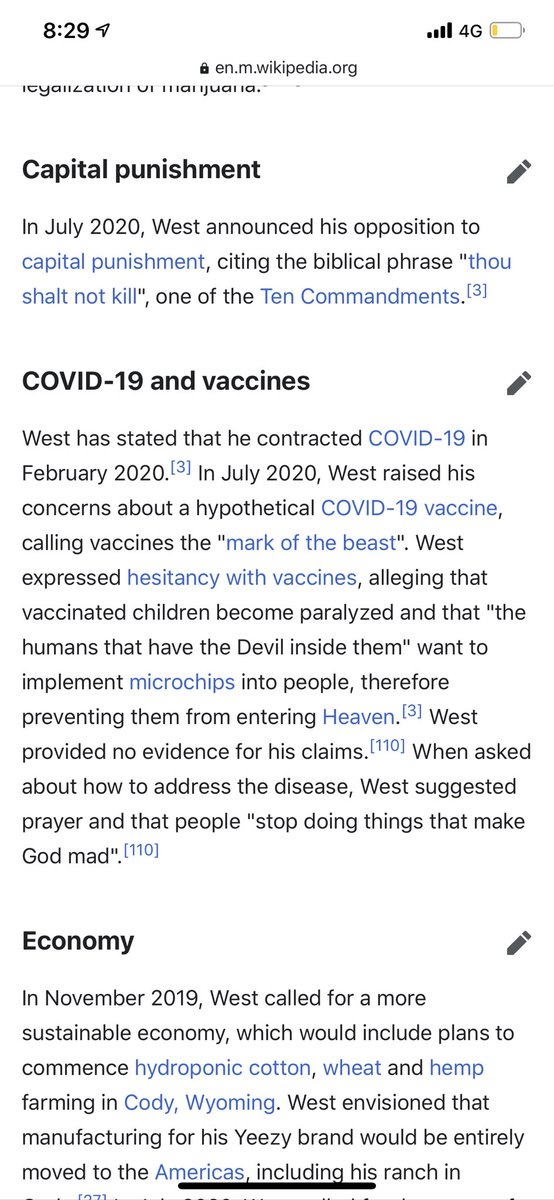 8:29
4G
en.m.wikipedia.org
legalization of marijuana.
Capital punishment
In July 2020, West announced his opposition to
capital punishment, citing the biblical phrase "thou
shalt not kill", one of the Ten Commandments.[3]
COVID-19 and vaccines
West has stated that he contracted COVID-19 in
February 2020.[3] In July 2020, West raised his
concerns about a hypothetical COVID-19 vaccine,
calling vaccines the "mark of the beast". West
expressed hesitancy with vaccines, alleging that
vaccinated children become paralyzed and that "the
humans that have the Devil inside them" want to
implement microchips into people, therefore
preventing them from entering Heaven.[3] West
provided no evidence for his claims.[110] When asked
about how to address the disease, West suggested
prayer and that people "stop doing things that make
God mad".[110]
Economy
In November 2019, West called for a more
sustainable economy, which would include plans to
commence hydroponic cotton, wheat and hemp
farming in Cody, Wyoming. West envisioned that
manufacturing for his Yeezy brand would be entirely
moved to the Americas, including his ranch in